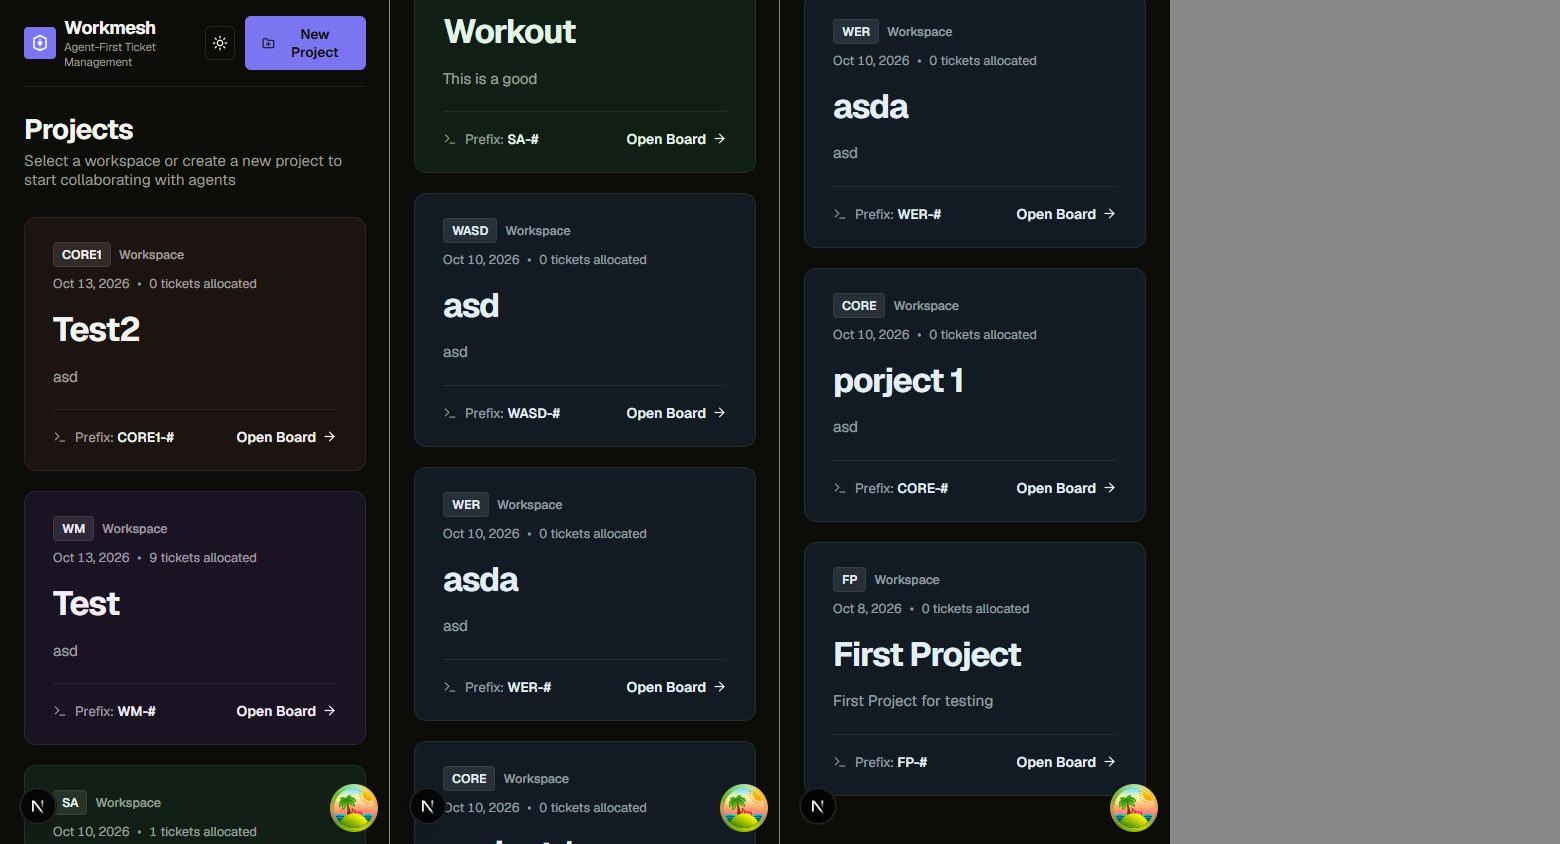 Workmesh
Agent-First Ticket
Management
New
Project
Projects
Select a workspace or create a new project to
start collaborating with agents
CORE1 Workspace
Oct 13, 2026 • 0 tickets allocated
Test2
asd
Prefix: CORE1-# Open Board →
WM Workspace
Oct 13, 2026 • 9 tickets allocated
Test
asd
Prefix: WM-# Open Board →
SA Workspace
Oct 10, 2026 • 1 tickets allocated
N
Workout
This is a good
Prefix: SA-# Open Board →
WASD Workspace
Oct 10, 2026 • 0 tickets allocated
asd
asd
Prefix: WASD-# Open Board →
WER Workspace
Oct 10, 2026 • 0 tickets allocated
asda
asd
Prefix: WER-# Open Board →
CORE Workspace
Oct 10, 2026 • 0 tickets allocated
N
WER Workspace
Oct 10, 2026 • 0 tickets allocated
asda
asd
Prefix: WER-# Open Board →
CORE Workspace
Oct 10, 2026 • 0 tickets allocated
porject 1
asd
Prefix: CORE-# Open Board →
FP Workspace
Oct 8, 2026 • 0 tickets allocated
First Project
First Project for testing
Prefix: FP-# Open Board →
N